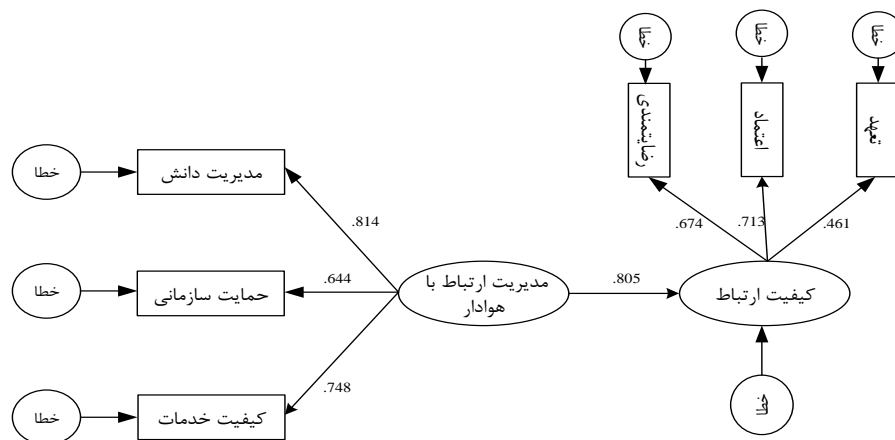 خطا
خطا
خطا
رضایتمندی
اعتماد
تعهد
خطا
مدیریت دانش
.814
.674
.713
.461
خطا
حمایت سازمانی
.644
مدیریت ارتباط با
هوادار
.805
کیفیت ارتباط
.748
خطا
کیفیت خدمات